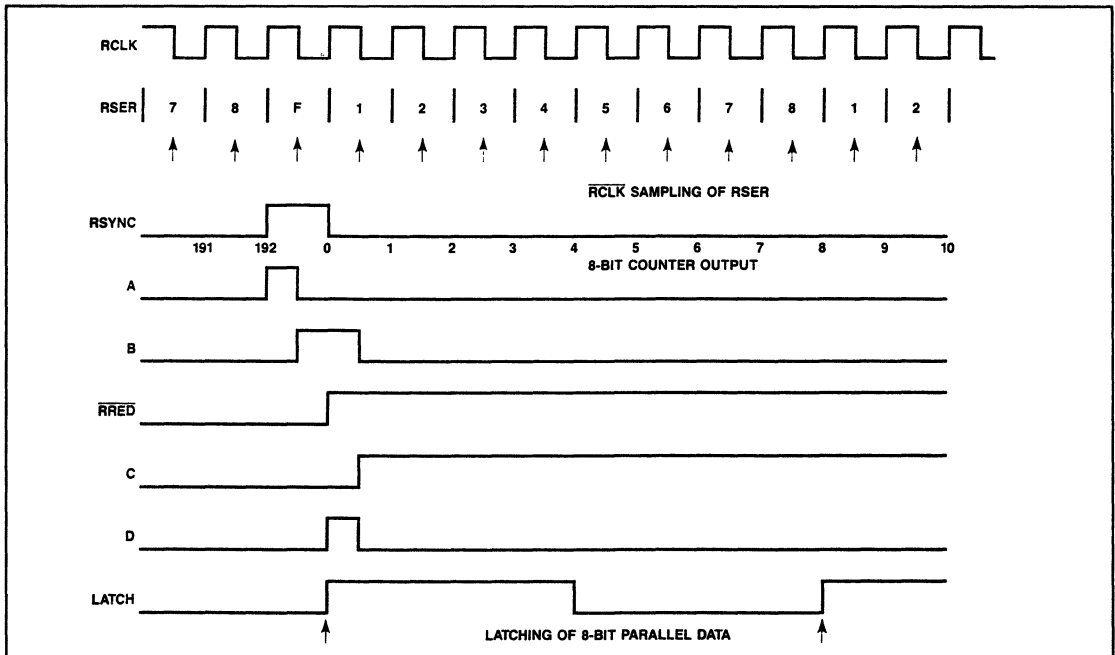 RCLK
RSER 7 8 F 1 2 3 4 5 6 7 8 1 2
RCLK SAMPLING OF RSER
RSYNC
191 192 0 1 2 3 4 5 6 7 8 9 10
8-BIT COUNTER OUTPUT
A
B
RRED
C
D
LATCH
LATCHING OF 8-BIT PARALLEL DATA